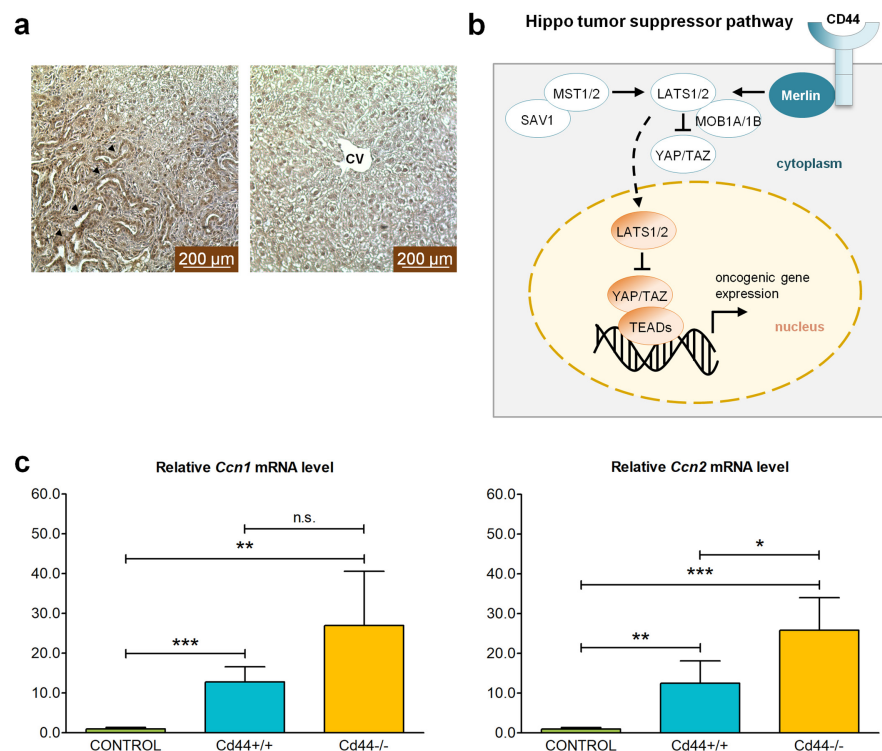 a
200 µm
CV
200 µm
b
Hippo tumor suppressor pathway
CD44
MST1/2
LATS1/2
Merlin
SAV1
MOB1A/1B
YAP/TAZ
cytoplasm
LATS1/2
YAP/TAZ
oncogenic gene
expression
TEADs
nucleus
c
Relative Ccn1 mRNA level
60.0
50.0
40.0
30.0
20.0
10.0
0.0
n.s.
**
***
CONTROL
Cd44+/+
Cd44-/-
Relative Ccn2 mRNA level
60.0
50.0
40.0
30.0
20.0
10.0
0.0
*
***
**
CONTROL
Cd44+/+
Cd44-/-